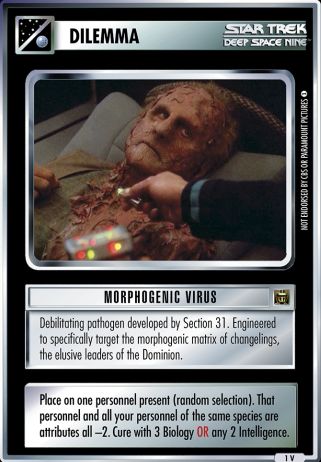 DILEMMA
STAR TREK
DEEP SPACE NINE
NOT ENDORSED BY CBS OR PARAMOUNT PICTURES
MORPHOGENIC VIRUS
Debilitating pathogen developed by Section 31. Engineered
to specifically target the morphogenic matrix of changelings,
the elusive leaders of the Dominion.
Place on one personnel present (random selection). That
personnel and all your personnel of the same species are
attributes all –2. Cure with 3 Biology OR any 2 Intelligence.
1 V